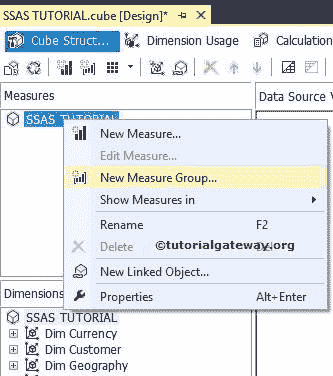 SSAS TUTORIAL.cube [Design]*
Cube Struct... Dimension Usage Calculation
Measures
Data Source V
SSAS TUTORIAL
New Measure...
Edit Measure...
New Measure Group...
Show Measures in
Rename F2
Delete
©tutorialgateway.org
New Linked Object...
Properties Alt+Enter
Dimensions
SSAS TUTORIAL
Dim Currency
Dim Customer
Dim Geography